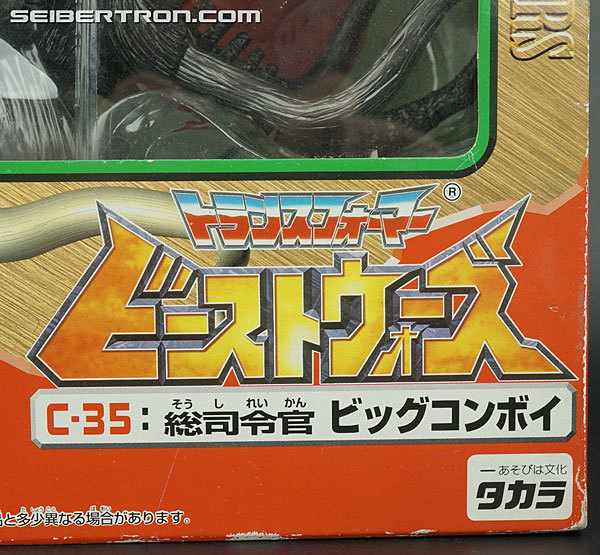 SEIBERTRON.COM
RS
トランスフォーマー®
ビーストウォーズ
そうしれいかん
C-35：総司令官 ビッグコンボイ
ーあそびは文化
タカラ
と多少異なる場合があります。